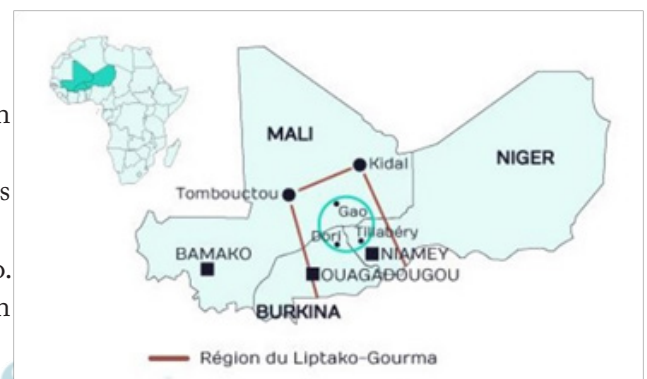 n
s
o.
n
MALI
NIGER
Kidal
Tombouctou
Gao
Dori
Tillabéry
BAMAKO
NIAMEY
OUAGADOUGOU
BURKINA
Région du Liptako-Gourma